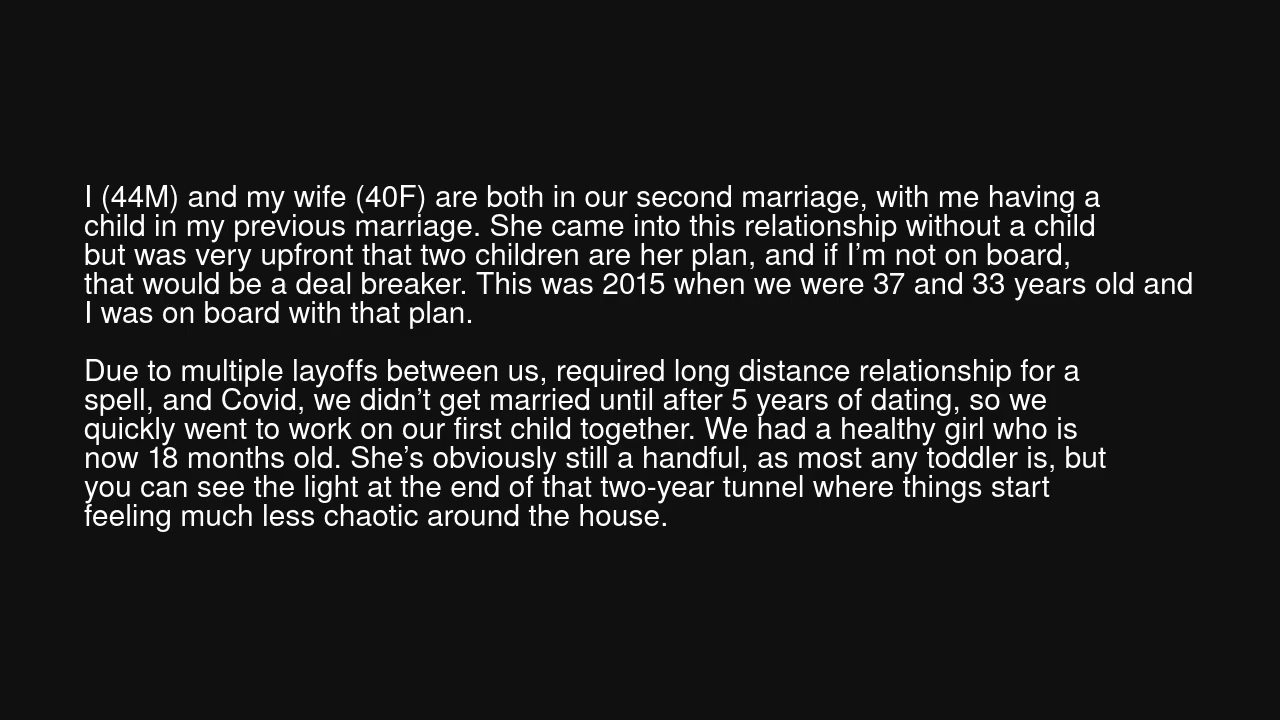 I (44M) and my wife (40F) are both in our second marriage, with me having a
child in my previous marriage. She came into this relationship without a child
but was very upfront that two children are her plan, and if I’m not on board,
that would be a deal breaker. This was 2015 when we were 37 and 33 years old and
I was on board with that plan.
Due to multiple layoffs between us, required long distance relationship for a
spell, and Covid, we didn’t get married until after 5 years of dating, so we
quickly went to work on our first child together. We had a healthy girl who is
now 18 months old. She’s obviously still a handful, as most any toddler is, but
you can see the light at the end of that two-year tunnel where things start
feeling much less chaotic around the house.